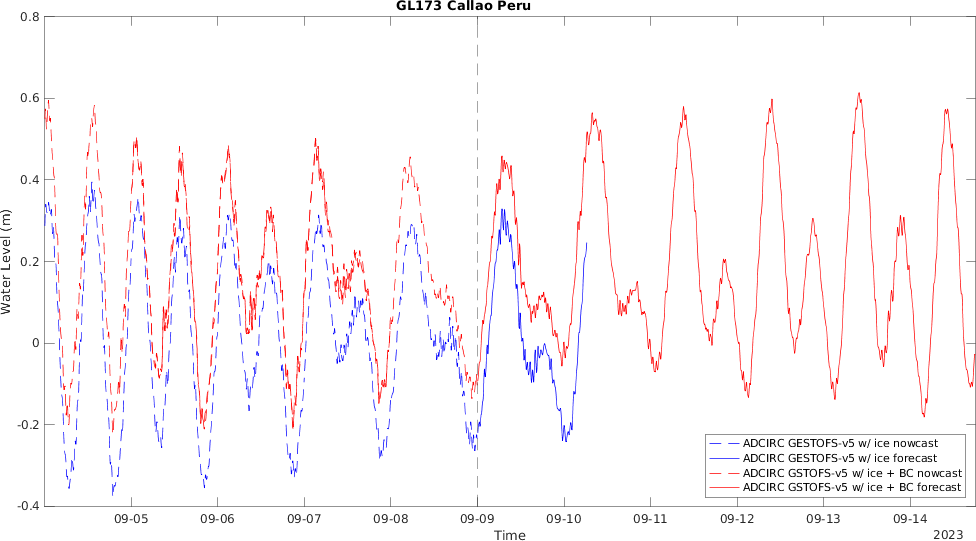 GL173 Callao Peru
0.8
0.6
0.4
0.2
0
-0.2
-0.4
Water Level (m)
ADCIRC GESTOFS-v5 w/ ice nowcast
ADCIRC GESTOFS-v5 w/ ice forecast
ADCIRC GSTOFS-v5 w/ ice + BC nowcast
ADCIRC GSTOFS-v5 w/ ice + BC forecast
09-05 09-06 09-07 09-08 09-09 09-10 09-11 09-12 09-13 09-14
Time
2023